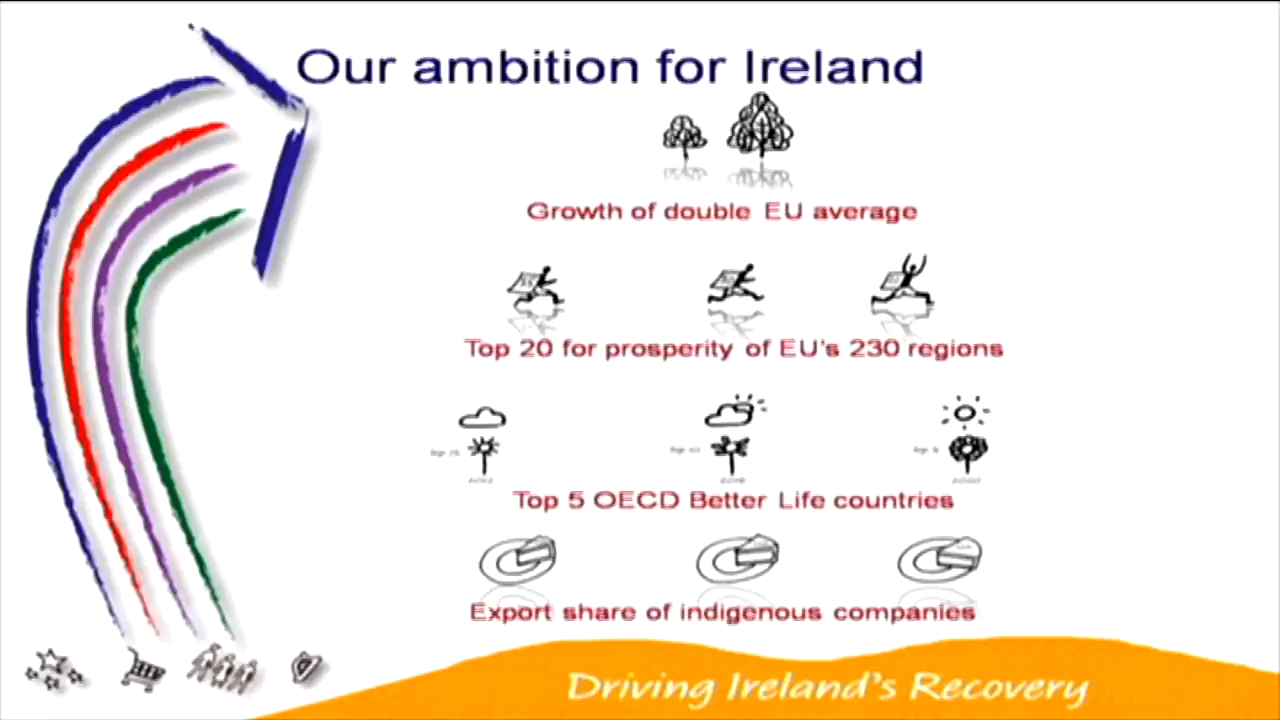 Our ambition for Ireland
Growth of double EU average
Top 20 for prosperity of EU's 230 regions
Top 5 OECD Better Life countries
Export share of indigenous companies
Driving Ireland's Recovery